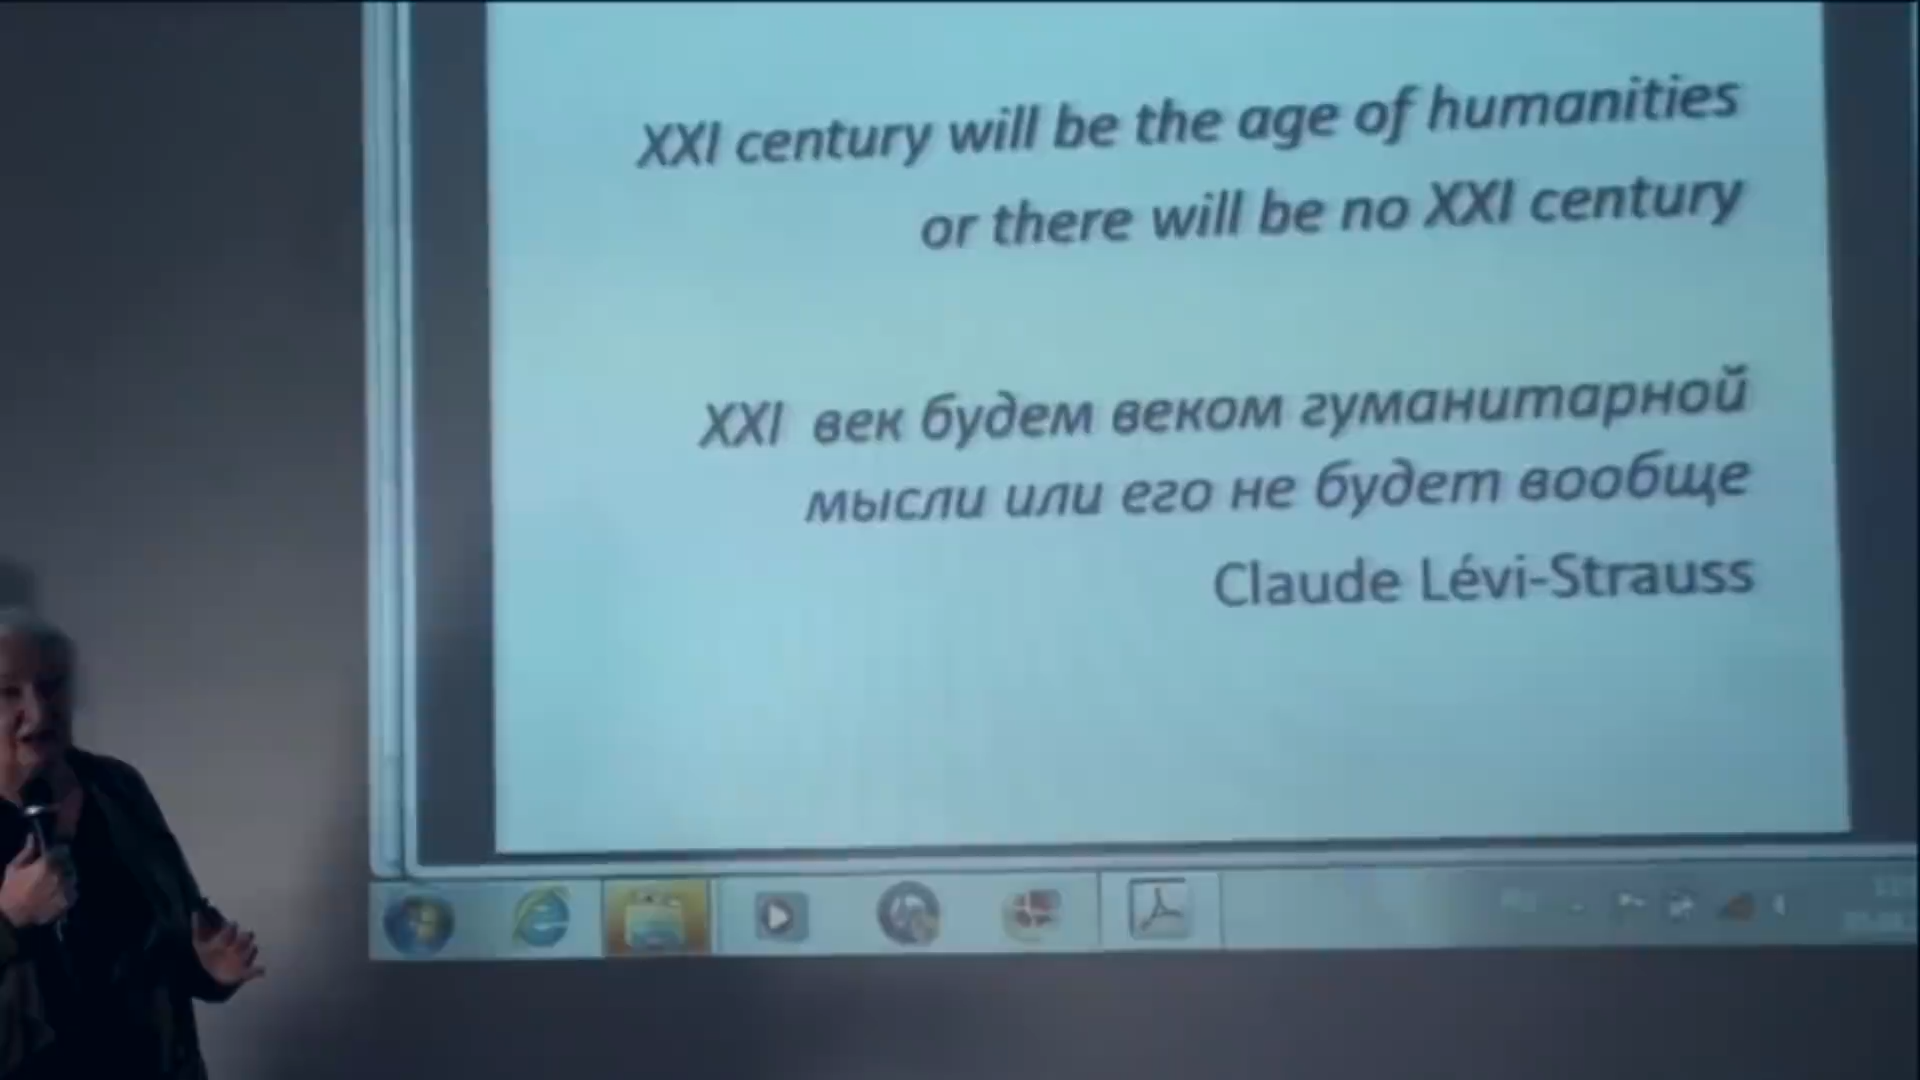 XXI century will be the age of humanities
or there will be no XXI century
XXI век будем веком гуманитарной
мысли или его не будет вообще
Claude Lévi-Strauss